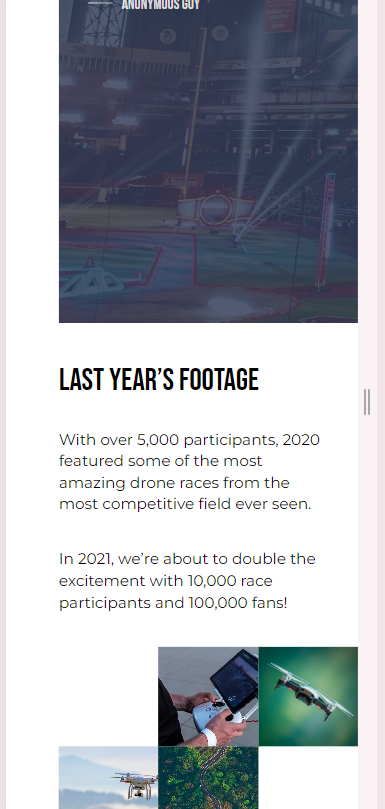 ANONYMOUS GUY
LAST YEAR’S FOOTAGE
With over 5,000 participants, 2020
featured some of the most
amazing drone races from the
most competitive field ever seen.
In 2021, we’re about to double the
excitement with 10,000 race
participants and 100,000 fans!